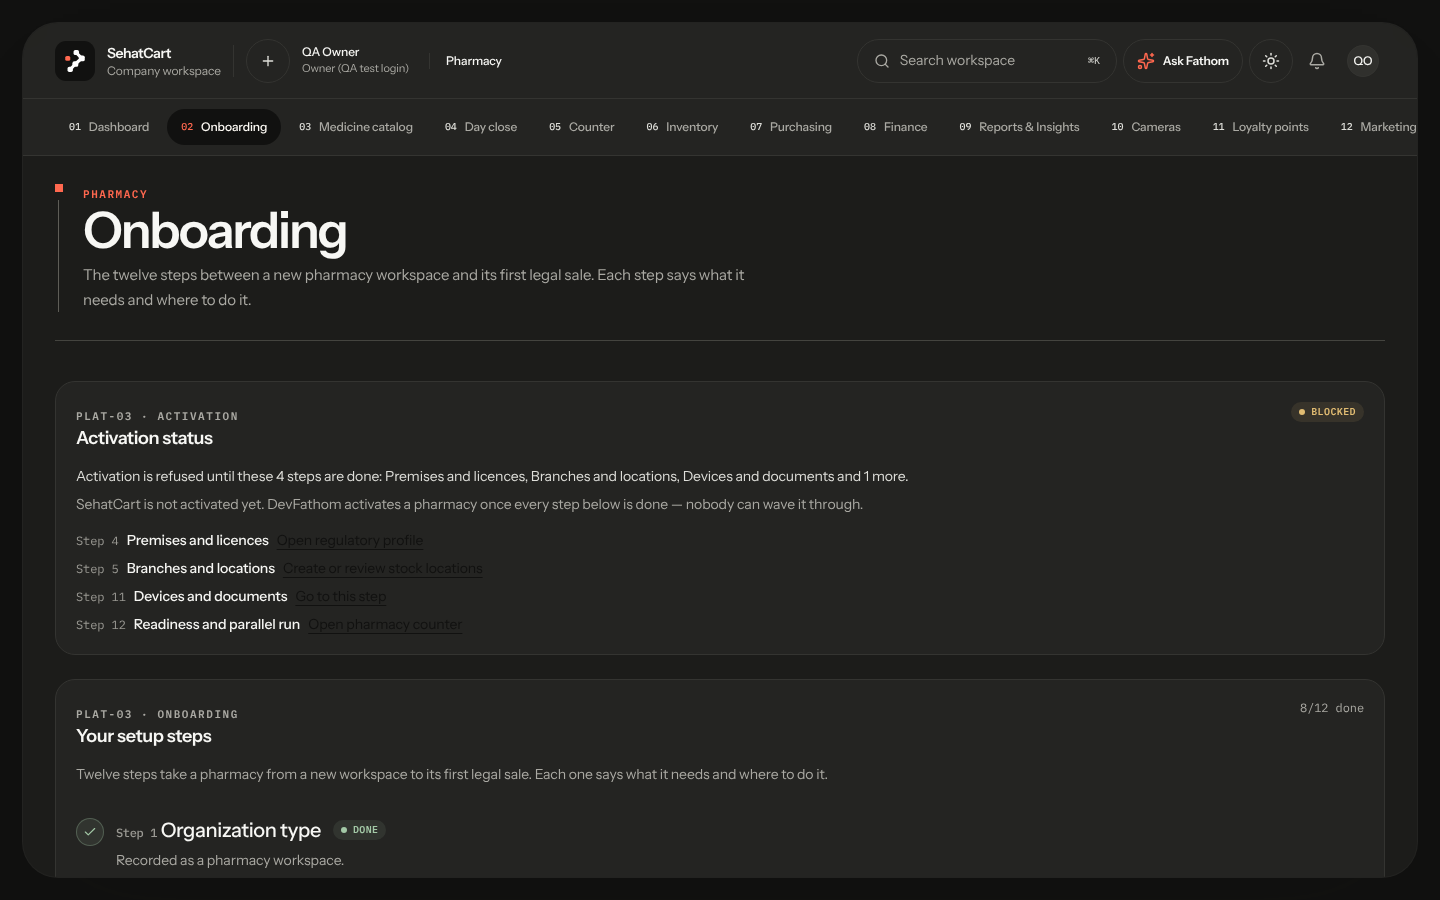 SehatCart
Company workspace
QA Owner
Owner (QA test login)
Pharmacy
Search workspace
⌘K
Ask Fathom
QO
01 Dashboard
02 Onboarding
03 Medicine catalog
04 Day close
05 Counter
06 Inventory
07 Purchasing
08 Finance
09 Reports & Insights
10 Cameras
11 Loyalty points
12 Marketing
PHARMACY
Onboarding
The twelve steps between a new pharmacy workspace and its first legal sale. Each step says what it
needs and where to do it.
PLAT-03 · ACTIVATION
BLOCKED
Activation status
Activation is refused until these 4 steps are done: Premises and licences, Branches and locations, Devices and documents and 1 more.
SehatCart is not activated yet. DevFathom activates a pharmacy once every step below is done — nobody can wave it through.
Step 4 Premises and licences Open regulatory profile
Step 5 Branches and locations Create or review stock locations
Step 11 Devices and documents Go to this step
Step 12 Readiness and parallel run Open pharmacy counter
PLAT-03 · ONBOARDING
8/12 done
Your setup steps
Twelve steps take a pharmacy from a new workspace to its first legal sale. Each one says what it needs and where to do it.
Step 1 Organization type DONE
Recorded as a pharmacy workspace.